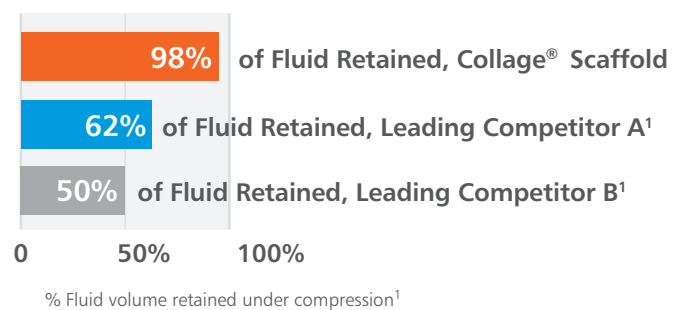 98% of Fluid Retained, Collage® Scaffold
62% of Fluid Retained, Leading Competitor A¹
50% of Fluid Retained, Leading Competitor B¹
0 50% 100%
% Fluid volume retained under compression¹